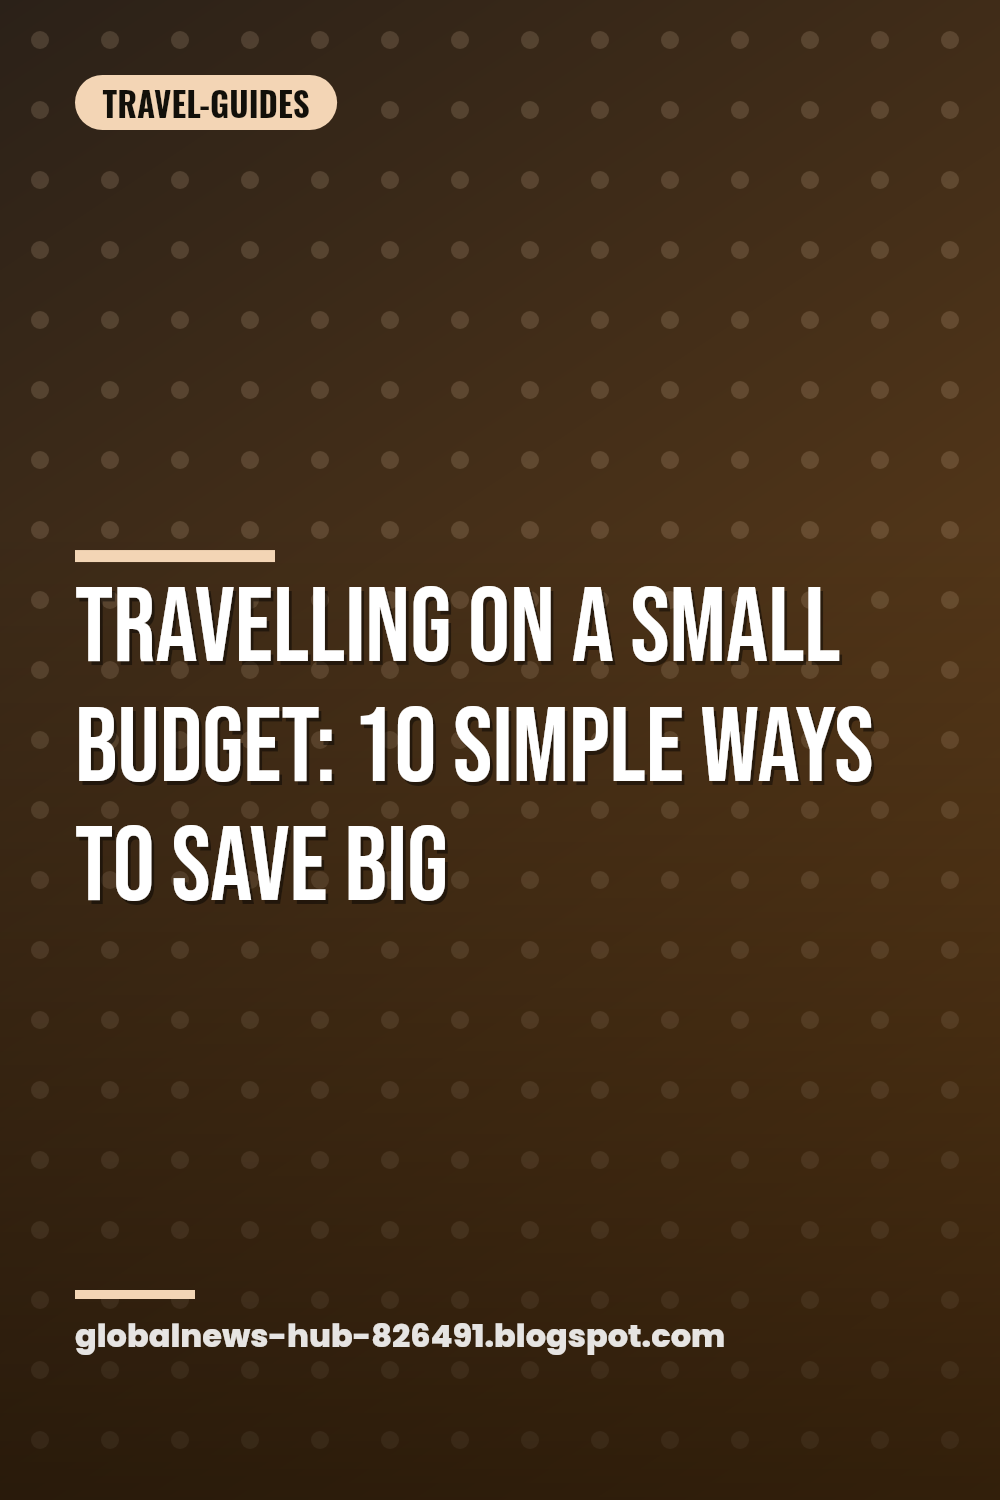 TRAVEL-GUIDES
TRAVELLING ON A SMALL
BUDGET: 10 SIMPLE WAYS
TO SAVE BIG
globalnews-hub-826491.blogspot.com